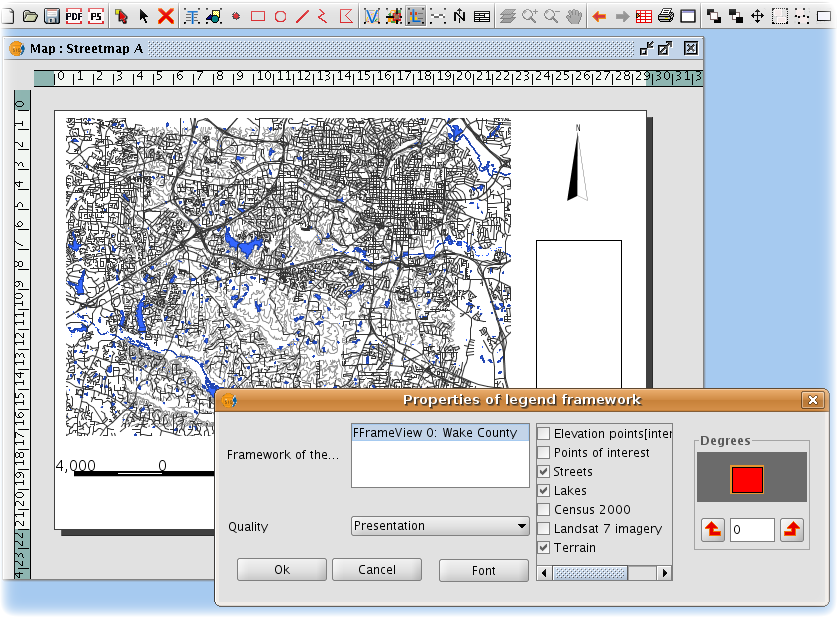 PDF PS
Map : Streetmap A
0 1 2 3 4 5 6 7 8 9 10 11 12 13 14 15 16 17 18 19 20 21 22 23 24 25 26 27 28 29 30 31 3
0 1 2 3 4 5 6 7 8 9 10 11 12 13 14 15 16 17 18 19 20 21 22 23
N
4,000 0
Properties of legend framework
Framework of the...
FFrameView 0: Wake County
Quality
Presentation
Ok
Cancel
Font
Elevation points[inter
Points of interest
Streets
Lakes
Census 2000
Landsat 7 imagery
Terrain
Degrees
0